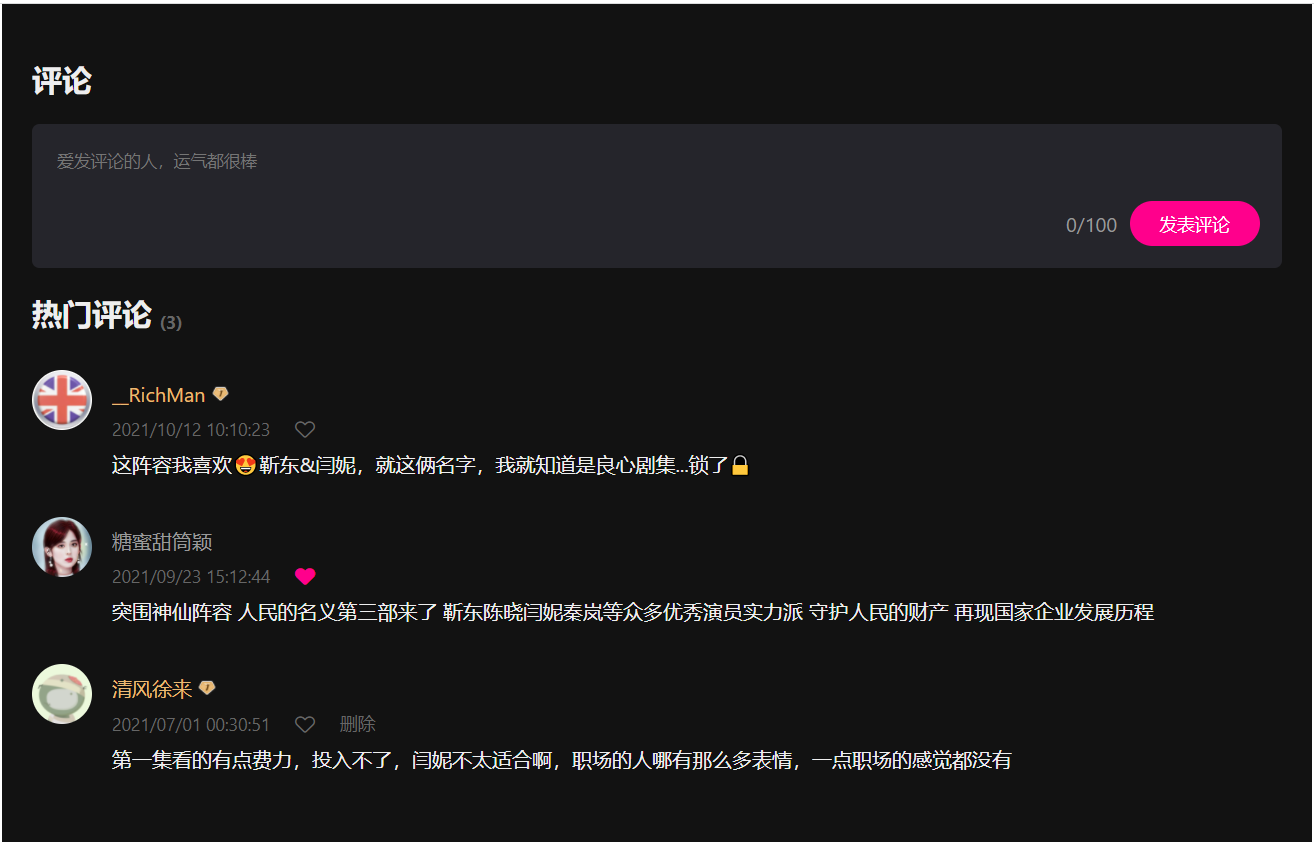 评论
爱发评论的人，运气都很棒
0/100 发表评论
热门评论 (3)
__RichMan
2021/10/12 10:10:23
这阵容我喜欢😍靳东&闫妮，就这俩名字，我就知道是良心剧集...锁了🔒
糖蜜甜筒颖
2021/09/23 15:12:44
突围神仙阵容 人民的名义第三部来了 靳东陈晓闫妮秦岚等众多优秀演员实力派 守护人民的财产 再现国家企业发展历程
清风徐来
2021/07/01 00:30:51 删除
第一集看的有点费力，投入不了，闫妮不太适合啊，职场的人哪有那么多表情，一点职场的感觉都没有